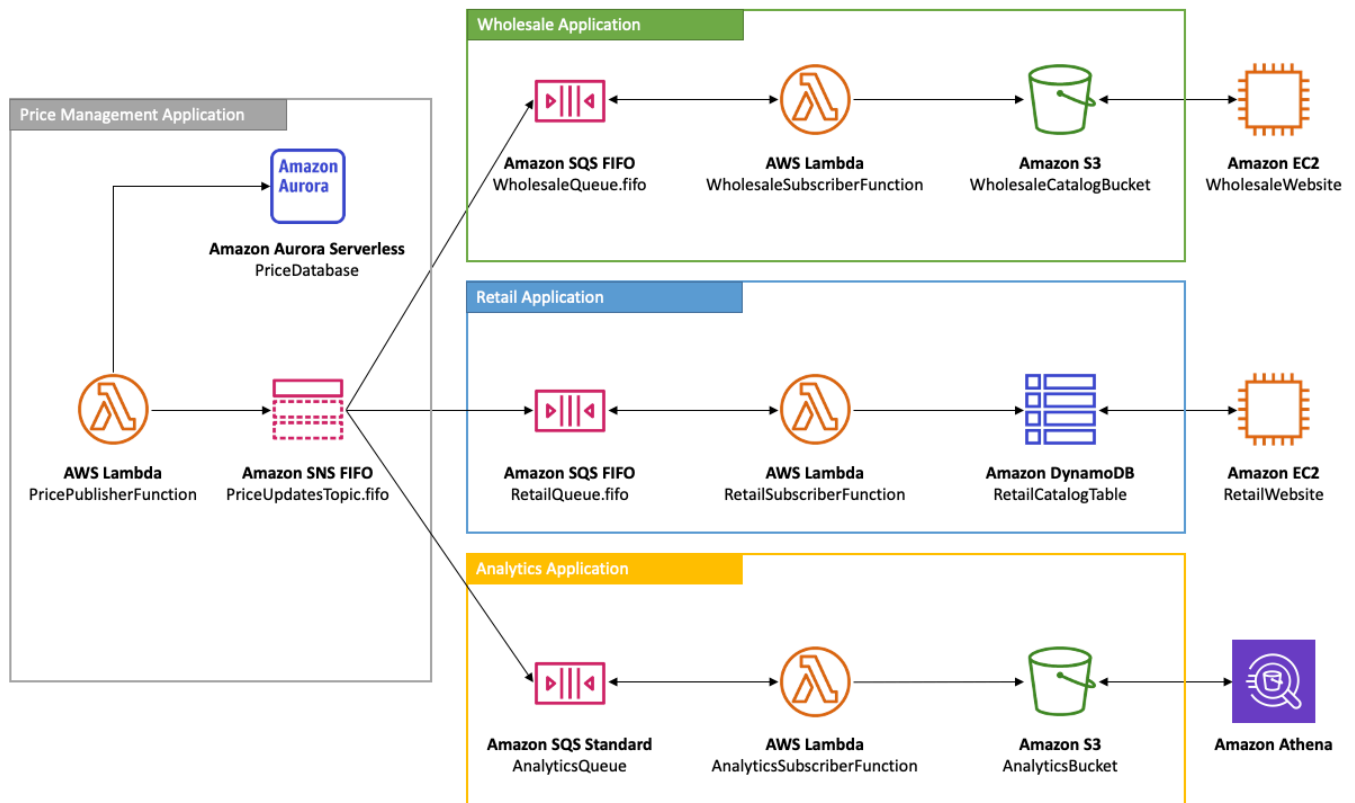 Wholesale Application
Amazon SQS FIFO
WholesaleQueue.fifo
AWS Lambda
WholesaleSubscriberFunction
Amazon S3
WholesaleCatalogBucket
Amazon EC2
WholesaleWebsite
Price Management Application
Amazon
Aurora
Amazon Aurora Serverless
PriceDatabase
AWS Lambda
PricePublisherFunction
Amazon SNS FIFO
PriceUpdatesTopic.fifo
Retail Application
Amazon SQS FIFO
RetailQueue.fifo
AWS Lambda
RetailSubscriberFunction
Amazon DynamoDB
RetailCatalogTable
Amazon EC2
RetailWebsite
Analytics Application
Amazon SQS Standard
AnalyticsQueue
AWS Lambda
AnalyticsSubscriberFunction
Amazon S3
AnalyticsBucket
Amazon Athena